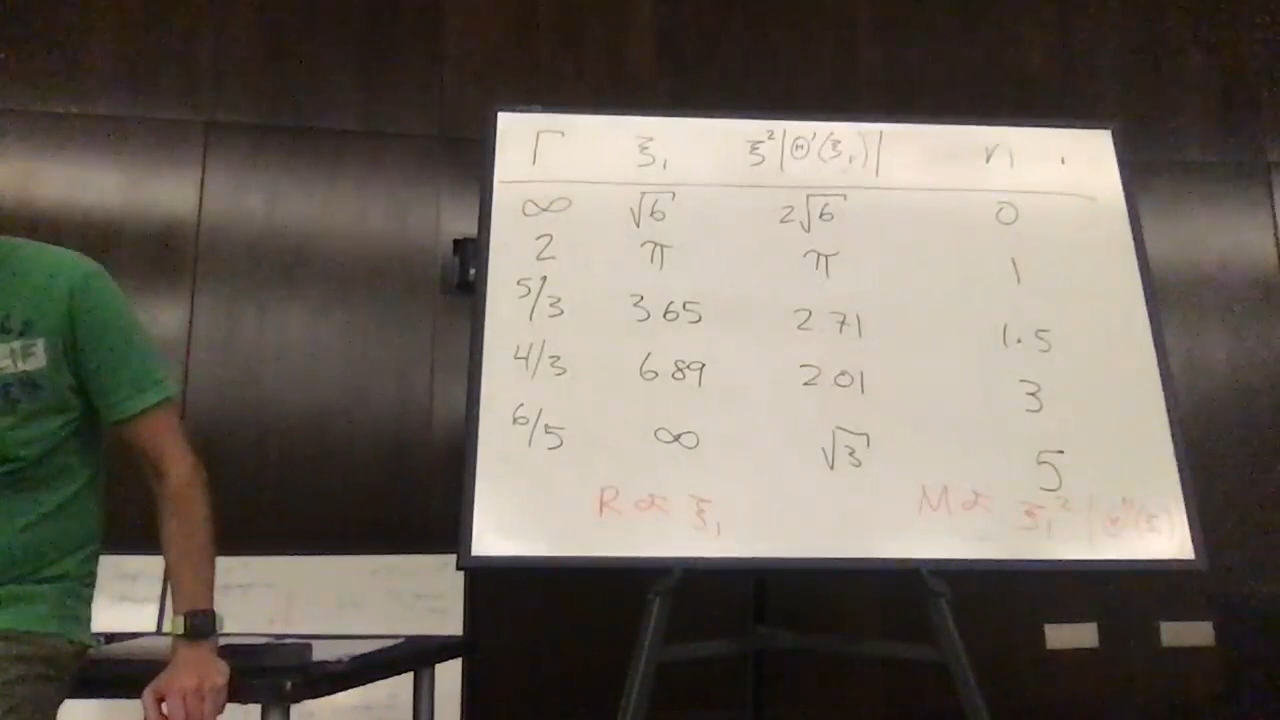 Γ ξ₁ ξ²|Θ'(ξ₁)| n
∞ √6 2√6 0
2 π π 1
5/3 3 65 2 71 1.5
4/3 6 89 2 01 3
6/5 ∞ √3 5
R ∝ ξ₁ M ∝ ξ₁²